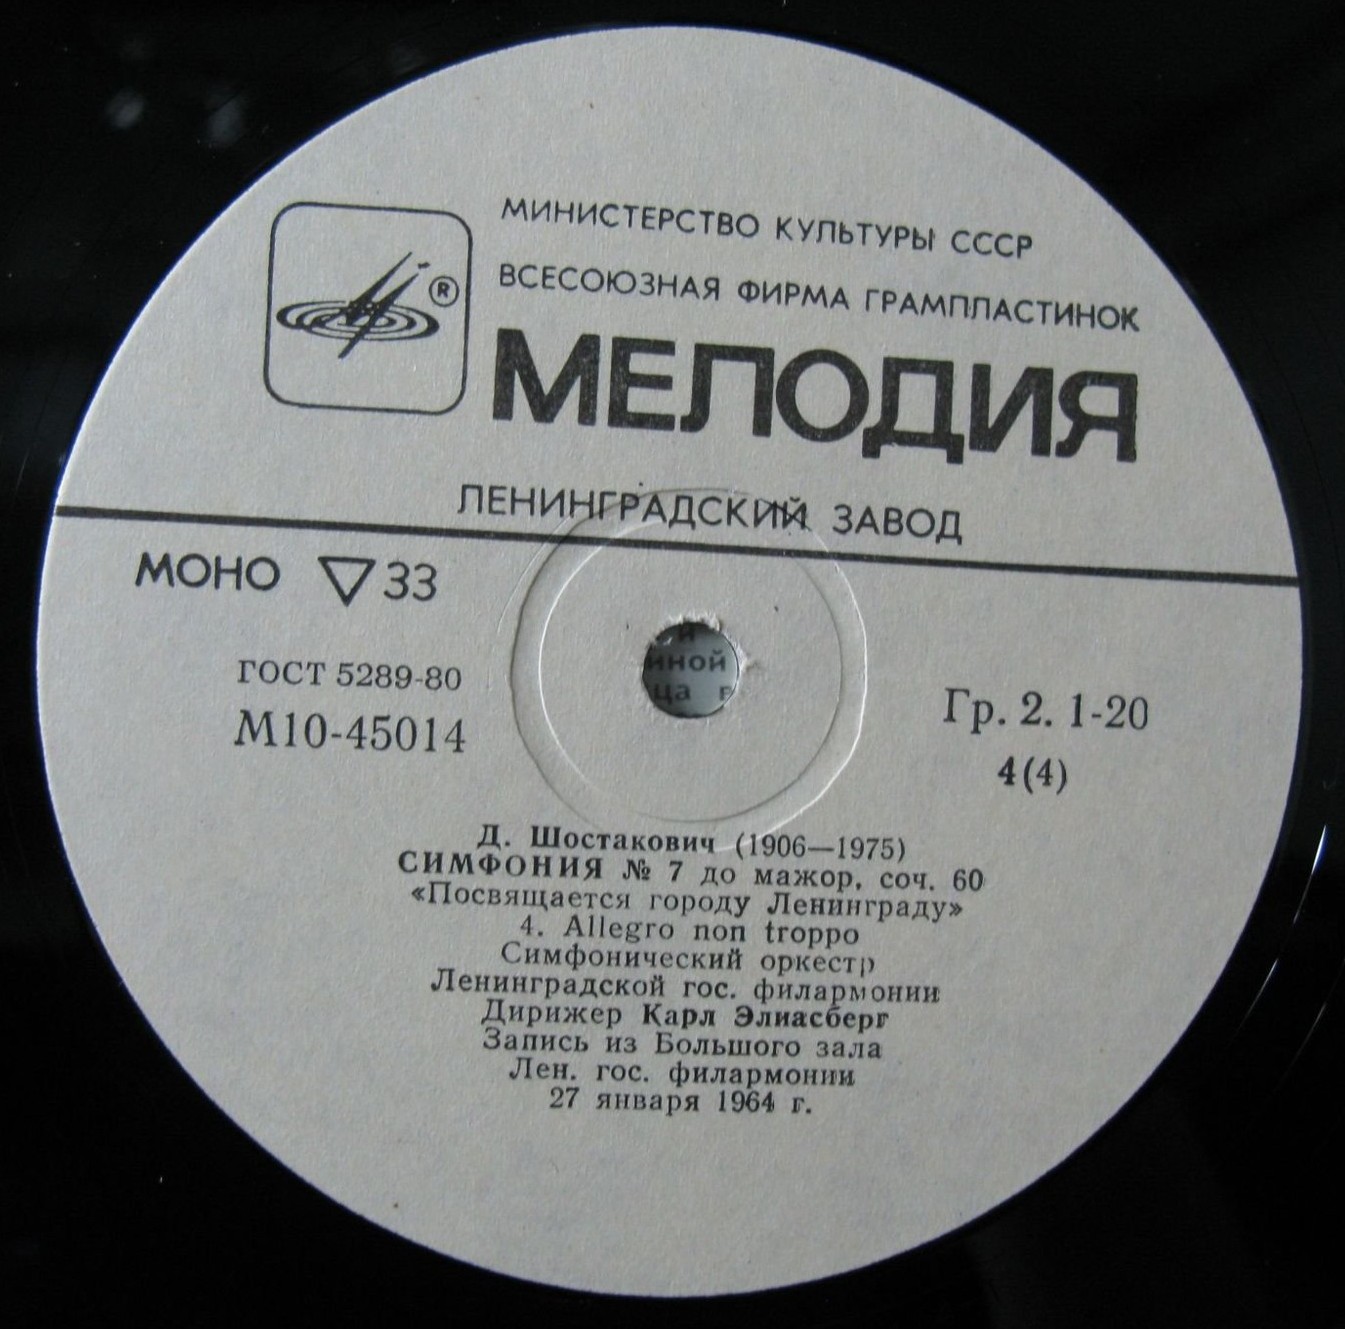 МИНИСТЕРСТВО КУЛЬТУРЫ СССР
ВСЕСОЮЗНАЯ ФИРМА ГРАМПЛАСТИНОК
®
МЕЛОДИЯ
ЛЕНИНГРАДСКИЙ ЗАВОД
МОНО ▽ 33
ГОСТ 5289-80
М10-45014
Гр. 2. 1-20
4(4)
Д. Шостакович (1906—1975)
СИМФОНИЯ № 7 до мажор, соч. 60
«Посвящается городу Ленинграду»
4. Allegro non troppo
Симфонический оркестр
Ленинградской гос. филармонии
Дирижер Карл Элиасберг
Запись из Большого зала
Лен. гос. филармонии
27 января 1964 г.